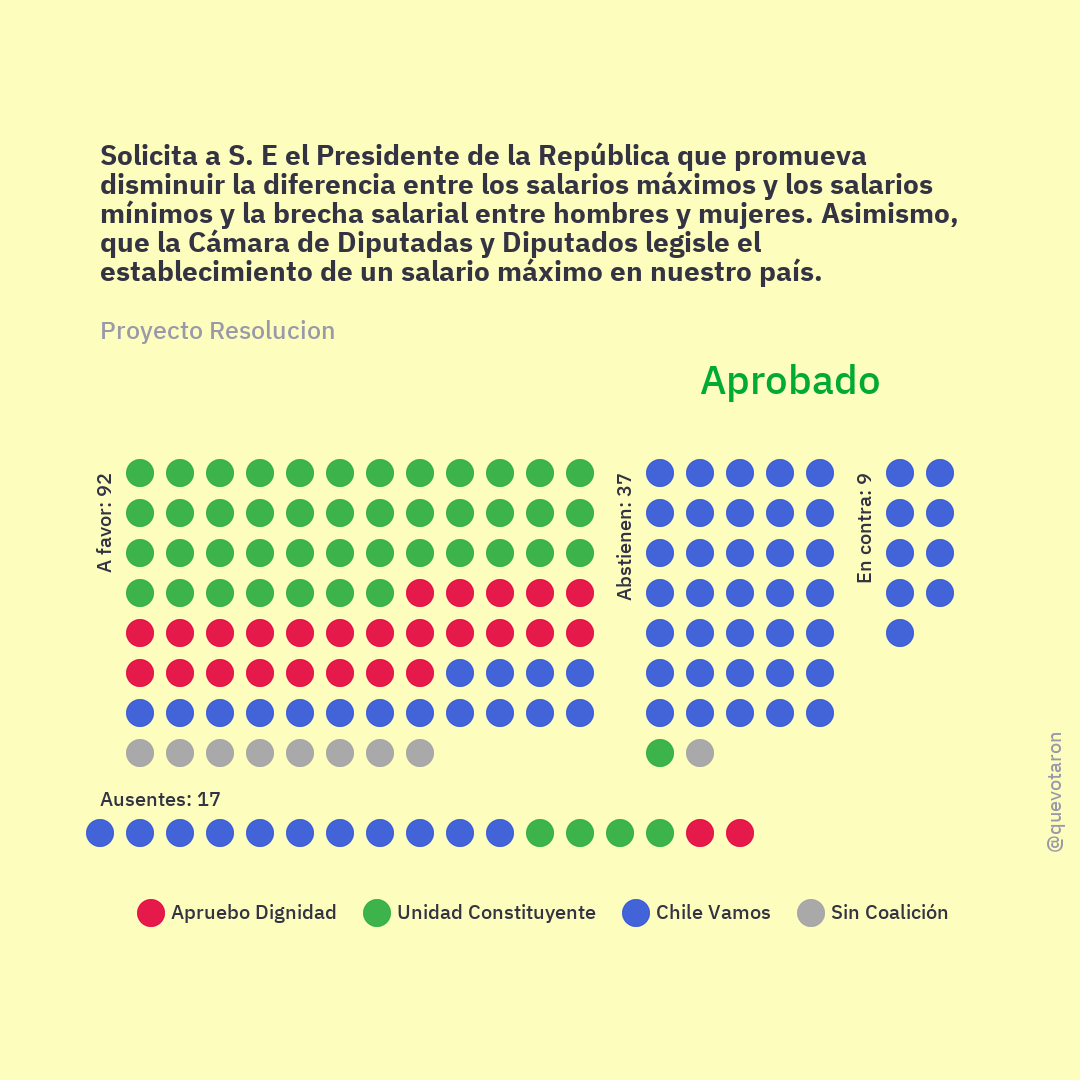 Solicita a S. E el Presidente de la República que promueva
disminuir la diferencia entre los salarios máximos y los salarios
mínimos y la brecha salarial entre hombres y mujeres. Asimismo,
que la Cámara de Diputadas y Diputados legisle el
establecimiento de un salario máximo en nuestro país.
Proyecto Resolucion
Aprobado
A favor: 92
Abstienen: 37
En contra: 9
Ausentes: 17
@quevotaron
Apruebo Dignidad
Unidad Constituyente
Chile Vamos
Sin Coalición